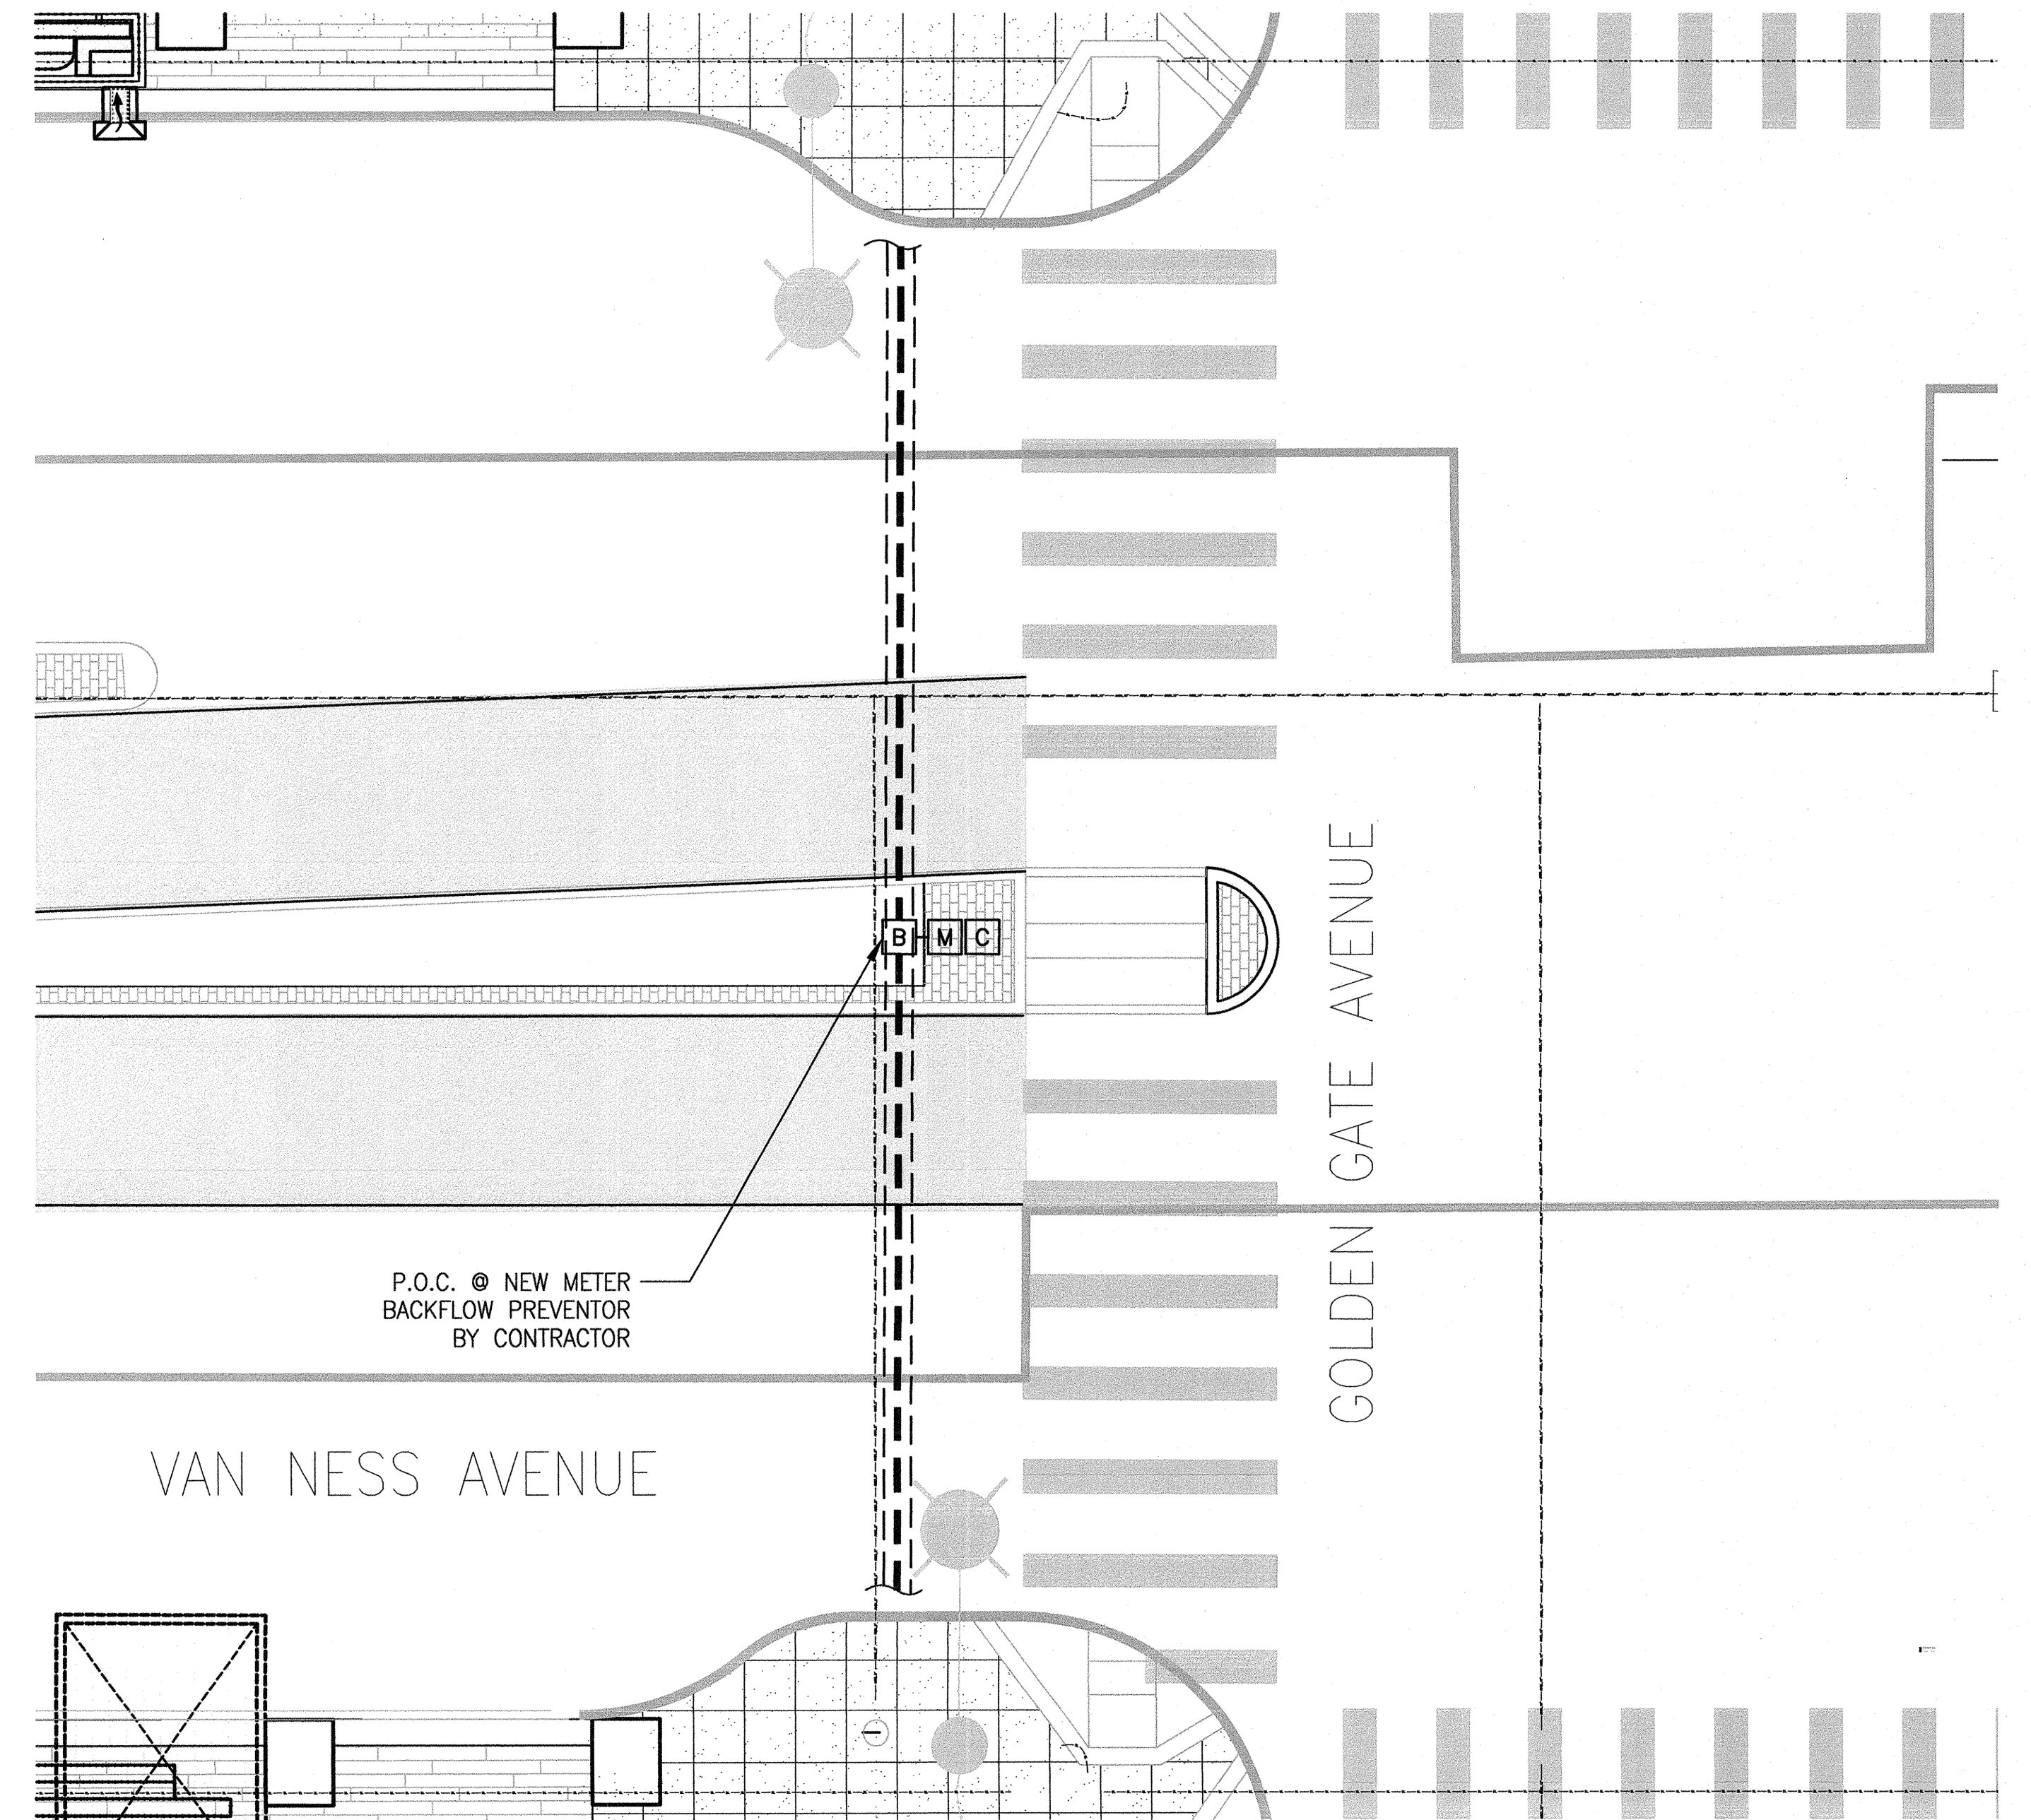 B M C
GOLDEN GATE AVENUE
P.O.C. @ NEW METER
BACKFLOW PREVENTOR
BY CONTRACTOR
VAN NESS AVENUE